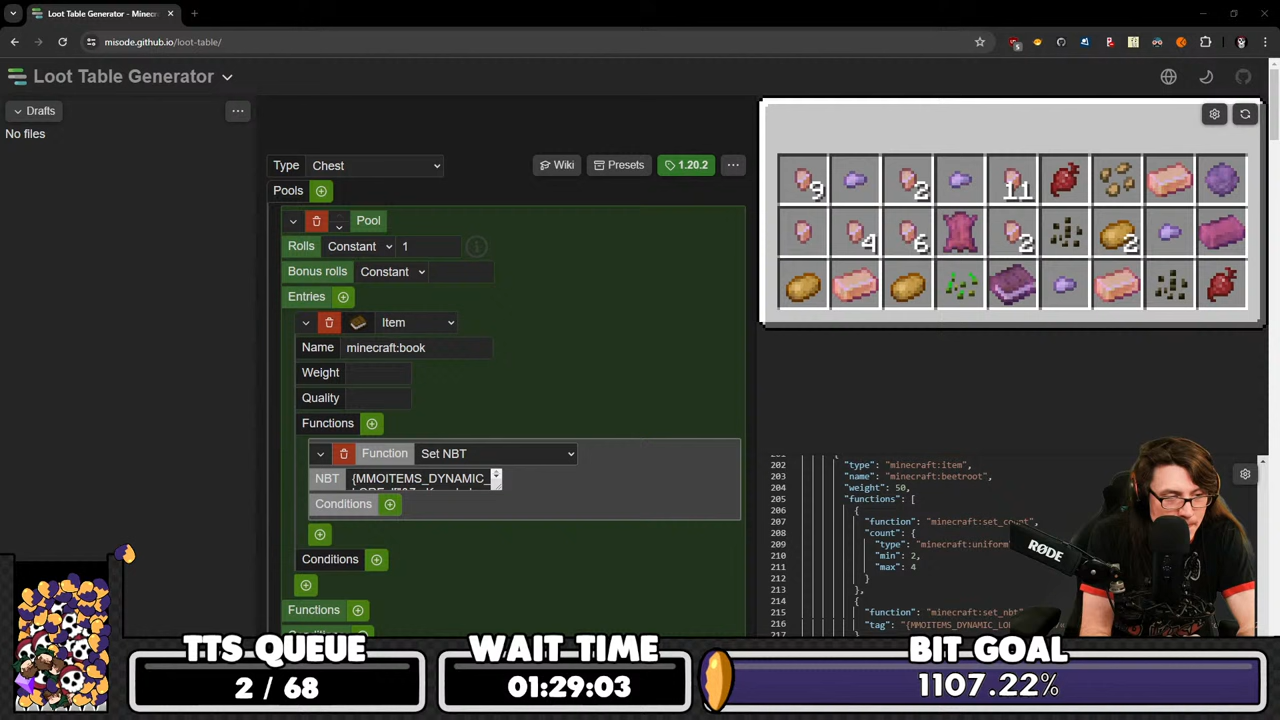 Loot Table Generator - Minec
misode.github.io/loot-table/
5
Loot Table Generator
Drafts
No files
Type
Chest
Wiki
Presets
1.20.2
Pools
Pool
Rolls
Constant
1
Bonus rolls
Constant
Entries
Item
Name
minecraft:book
Weight
Quality
Functions
Function
Set NBT
NBT
{MMOITEMS_DYNAMIC_
Conditions
Conditions
Functions
9
2
11
4
6
2
2
202 "type": "minecraft:item",
203 "name": "minecraft:beetroot",
204 "weight": 50,
205 "functions": [
206 {
207 "function": "minecraft:set_count",
208 "count": {
209 "type": "minecraft:uniform
210 "min": 2,
211 "max": 4
212 }
213 },
214 {
215 "function": "minecraft:set_nbt"
216 "tag": "{MMOITEMS_DYNAMIC_LO
217
RØDE
TTS QUEUE
2 / 68
WAIT TIME
01:29:03
BIT GOAL
1107.22%